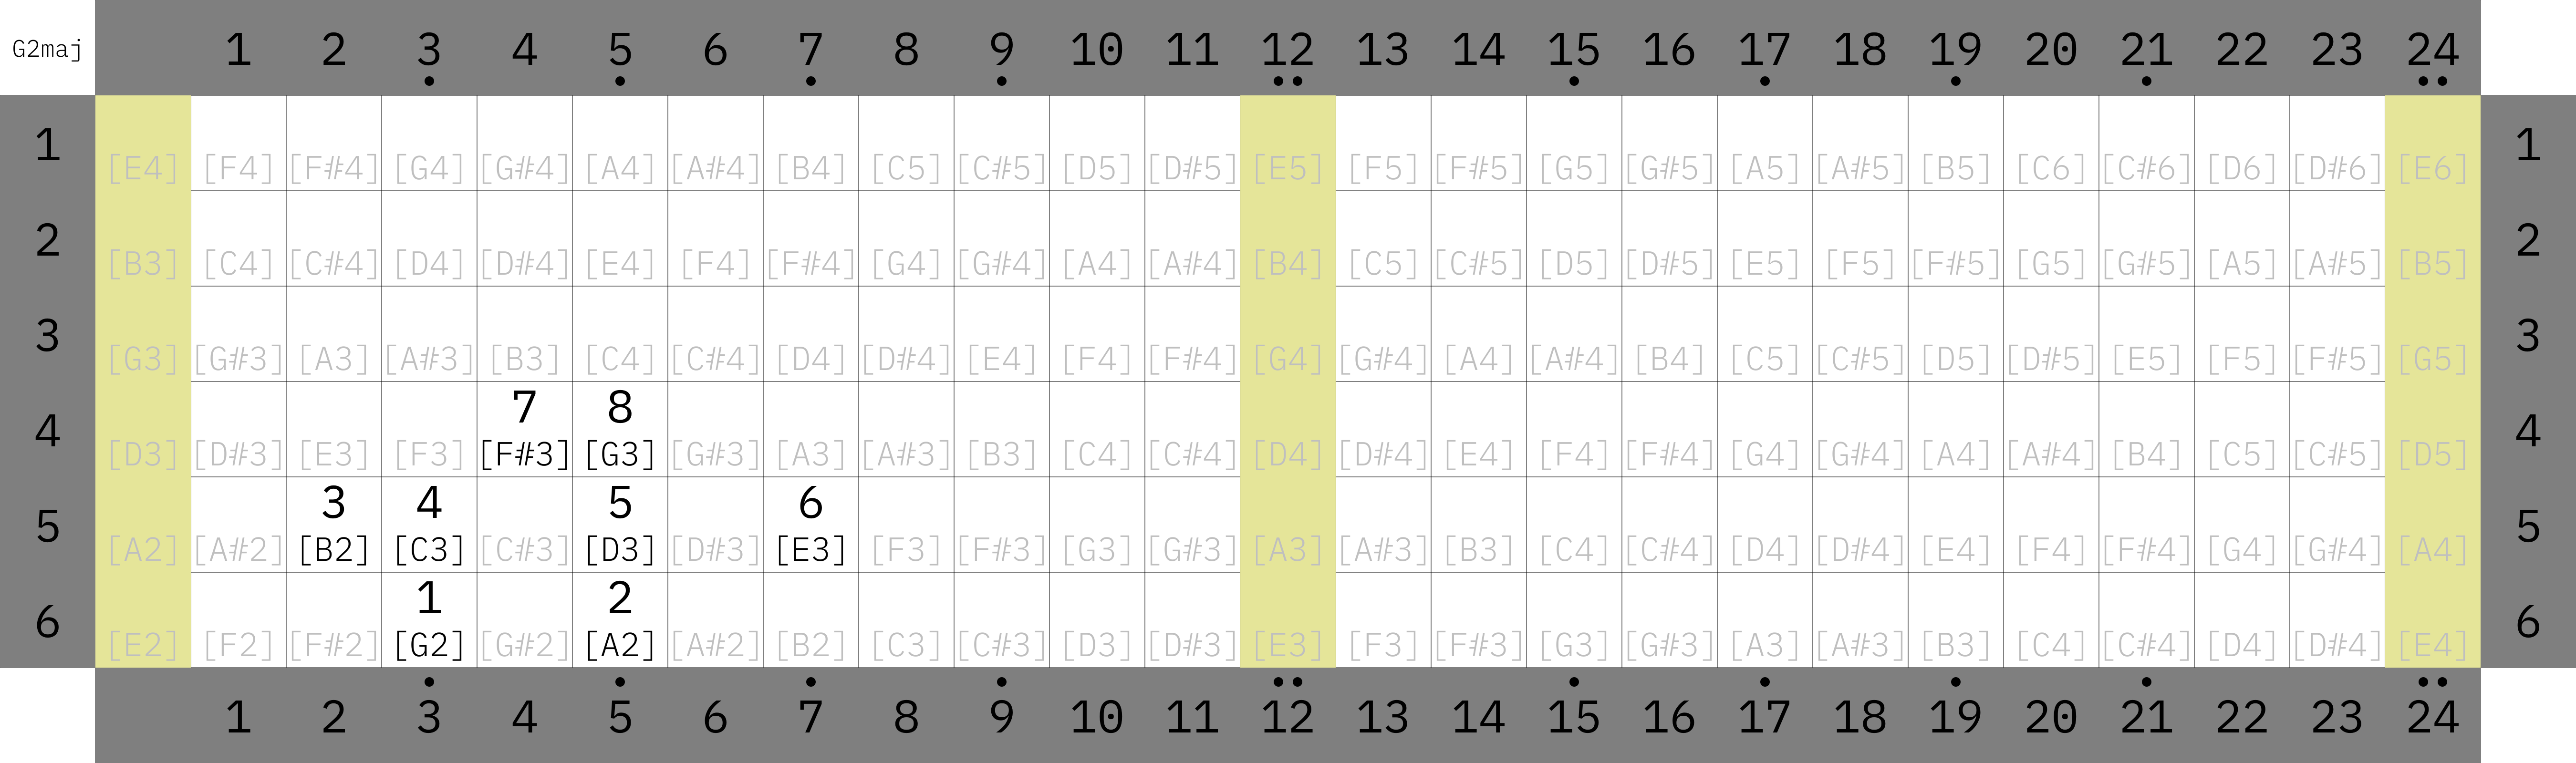 G2maj 1 2 3 4 5 6 7 8 9 10 11 12 13 14 15 16 17 18 19 20 21 22 23 24
1 [E4] [F4] [F#4] [G4] [G#4] [A4] [A#4] [B4] [C5] [C#5] [D5] [D#5] [E5] [F5] [F#5] [G5] [G#5] [A5] [A#5] [B5] [C6] [C#6] [D6] [D#6] [E6] 1
2 [B3] [C4] [C#4] [D4] [D#4] [E4] [F4] [F#4] [G4] [G#4] [A4] [A#4] [B4] [C5] [C#5] [D5] [D#5] [E5] [F5] [F#5] [G5] [G#5] [A5] [A#5] [B5] 2
3 [G3] [G#3] [A3] [A#3] [B3] [C4] [C#4] [D4] [D#4] [E4] [F4] [F#4] [G4] [G#4] [A4] [A#4] [B4] [C5] [C#5] [D5] [D#5] [E5] [F5] [F#5] [G5] 3
7 8
4 [D3] [D#3] [E3] [F3] [F#3] [G3] [G#3] [A3] [A#3] [B3] [C4] [C#4] [D4] [D#4] [E4] [F4] [F#4] [G4] [G#4] [A4] [A#4] [B4] [C5] [C#5] [D5] 4
3 4 5 6
5 [A2] [A#2] [B2] [C3] [C#3] [D3] [D#3] [E3] [F3] [F#3] [G3] [G#3] [A3] [A#3] [B3] [C4] [C#4] [D4] [D#4] [E4] [F4] [F#4] [G4] [G#4] [A4] 5
1 2
6 [E2] [F2] [F#2] [G2] [G#2] [A2] [A#2] [B2] [C3] [C#3] [D3] [D#3] [E3] [F3] [F#3] [G3] [G#3] [A3] [A#3] [B3] [C4] [C#4] [D4] [D#4] [E4] 6
1 2 3 4 5 6 7 8 9 10 11 12 13 14 15 16 17 18 19 20 21 22 23 24